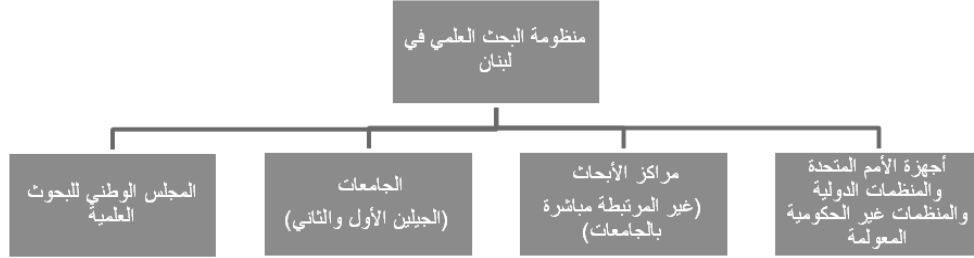 منظومة البحث العلمي في
لبنان
أجهزة الأمم المتحدة
والمنظمات الدولية
والمنظمات غير الحكومية
المعولمة
مراكز الأبحاث
(غير المرتبطة مباشرة
بالجامعات)
الجامعات
(الجيلين الأول والثاني)
المجلس الوطني للبحوث
العلمية